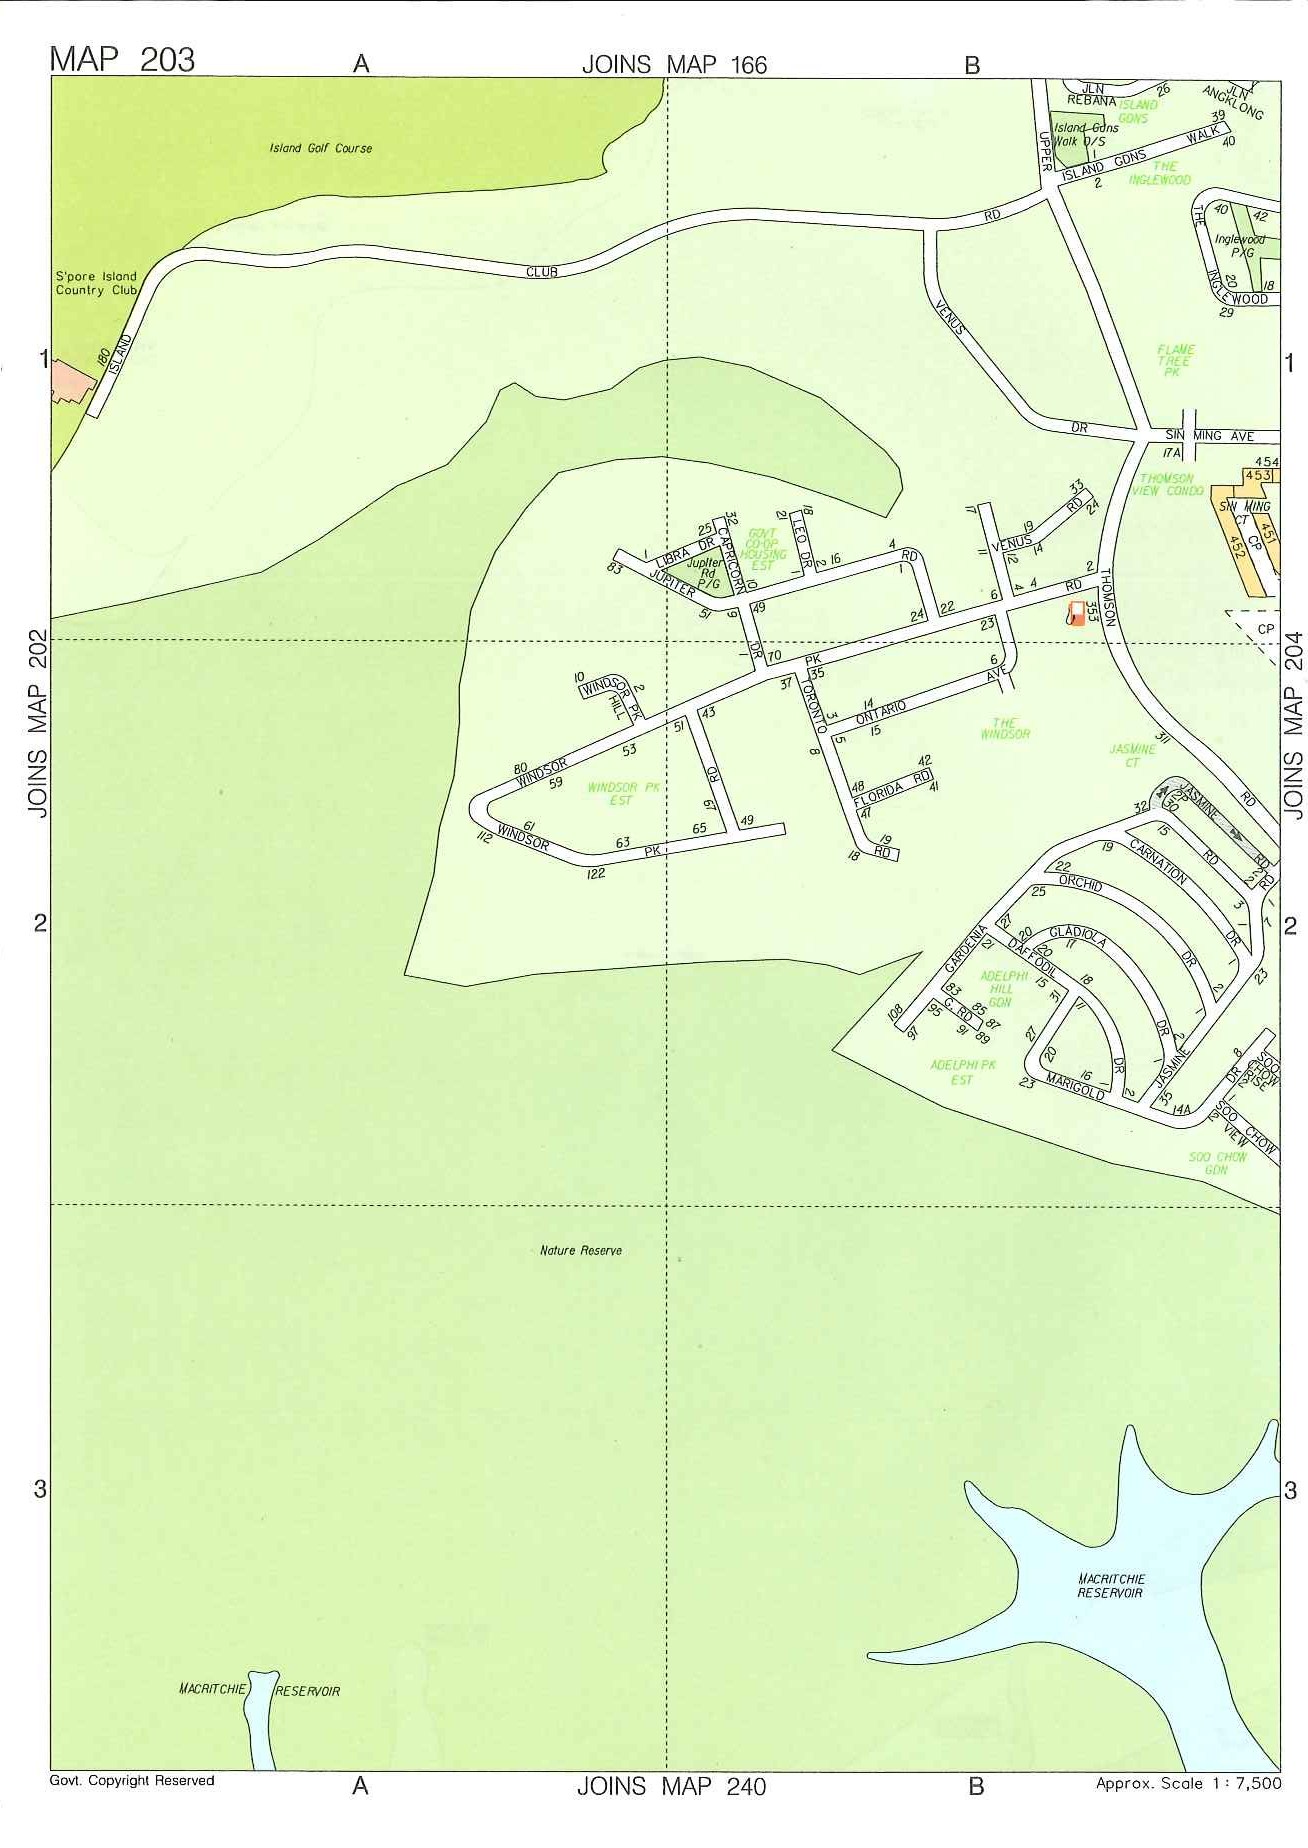 MAP 203
A
JOINS MAP 166
B
Island Golf Course
JLN
REBANA
26
JLN
ANGKLONG
ISLAND
GDNS
39
40
Island Gdns
Walk O/S
1
2
ISLAND GDNS WALK
UPPER
THE
INGLEWOOD
S'pore Island
Country Club
180
ISLAND
CLUB
RD
THE
40
42
Inglewood
P/G
20
18
INGLEWOOD
29
VENUS
DR
1
1
FLAME
TREE
PK
SIN MING AVE
17A
454
453
THOMSON
VIEW CONDO
SIN MING
CT
451
452
CP
CP
83
1
LIBRA DR
25
32
CAPRICORN
DR
Jupiter
Rd
P/G
JUPITER
51
9
10
49
GOVT
CO-OP
HOUSING
EST
21
18
LEO DR
1
2
16
4
RD
1
17
11
VENUS
RD
19
14
33
24
12
24
22
6
4
4
RD
2
23
353
THOMSON
JOINS MAP 202
JOINS MAP 204
1
70
PK
37
35
10
WINDSOR PK
HILL
2
51
43
53
80
WINDSOR
59
WINDSOR PK
EST
RD
67
61
WINDSOR
112
63
PK
65
49
122
TORONTO
3
5
8
14
ONTARIO
15
AVE
6
THE
WINDSOR
48
FLORIDA RD
42
41
47
18
19
RD
311
JASMINE
CT
RD
2
2
JASMINE
RD
32
30
15
RD
19
CARNATION
DR
22
25
ORCHID
DR
27
20
GLADIOLA
17
DR
GARDENIA
21
DAFFODIL
20
18
15
31
11
DR
ADELPHI
HILL
GDN
83
G. RD
85
87
95
91
89
108
97
27
20
23
MARIGOLD
16
1
2
3
1
7
23
JASMINE
35
14A
ADELPHI PK
EST
8
DR
SOO
CHOW
RISE
SOO CHOW
VIEW
SOO CHOW
GDN
Nature Reserve
3
3
MACRITCHIE
RESERVOIR
MACRITCHIE RESERVOIR
Govt. Copyright Reserved
A
JOINS MAP 240
B
Approx. Scale 1 : 7,500